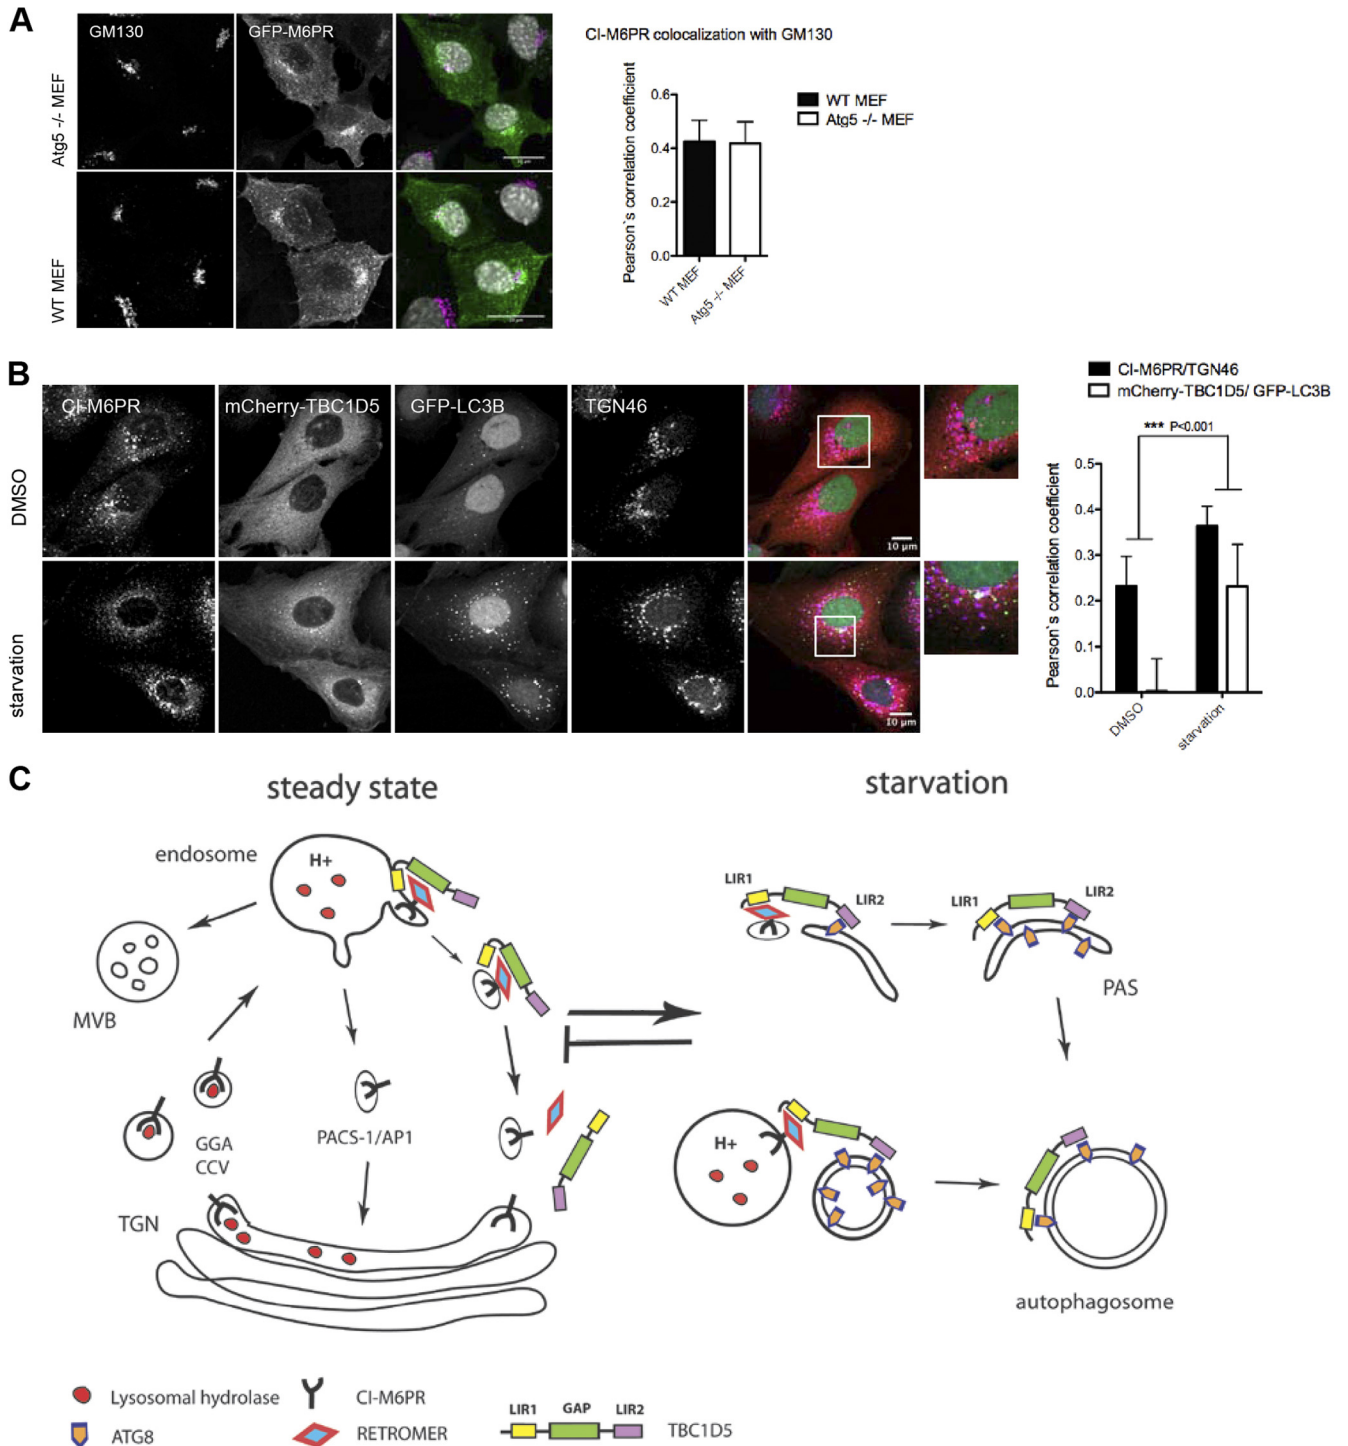 A
GM130
GFP-M6PR
Atg5 -/- MEF
WT MEF
CI-M6PR colocalization with GM130
Pearson`s correlation coefficient
0.6
0.4
0.2
0.0
WT MEF
Atg5 -/- MEF
WT MEF
Atg5 -/- MEF
B
CI-M6PR
mCherry-TBC1D5
GFP-LC3B
TGN46
DMSO
10 µm
starvation
10 µm
CI-M6PR/TGN46
mCherry-TBC1D5/ GFP-LC3B
*** P<0.001
Pearson`s correlation coefficient
0.5
0.4
0.3
0.2
0.1
0.0
DMSO
starvation
C
steady state
starvation
endosome
H+
MVB
GGA
CCV
PACS-1/AP1
TGN
LIR1
LIR2
LIR1
LIR2
PAS
H+
autophagosome
Lysosomal hydrolase
CI-M6PR
ATG8
RETROMER
LIR1
GAP
LIR2
TBC1D5